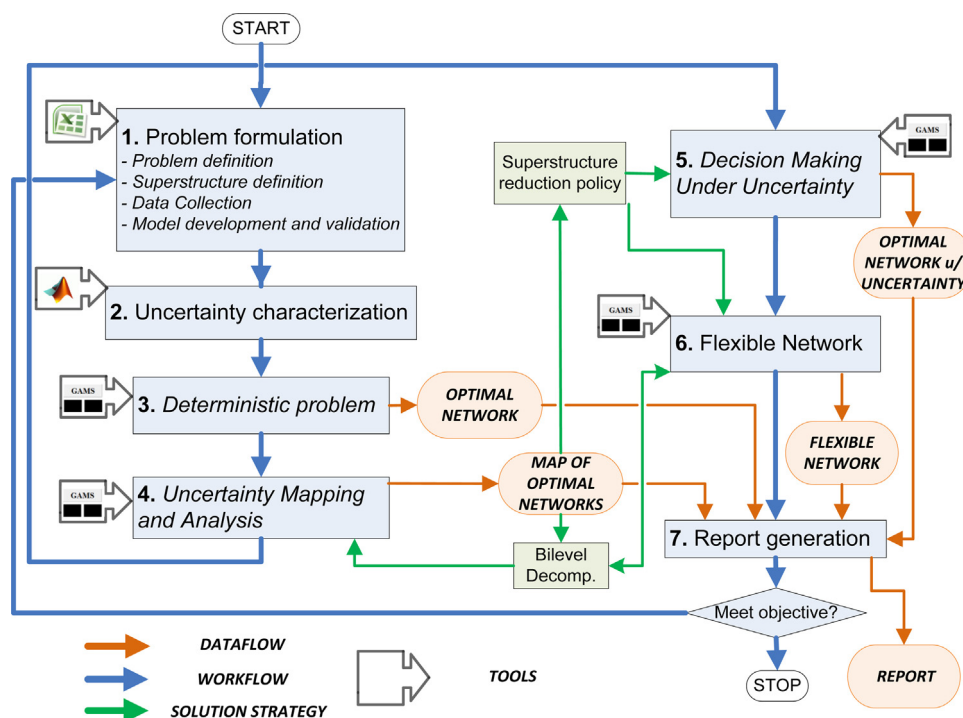 START
1. Problem formulation
- Problem definition
- Superstructure definition
- Data Collection
- Model development and validation
2. Uncertainty characterization
GAMS
3. Deterministic problem
OPTIMAL
NETWORK
GAMS
4. Uncertainty Mapping
and Analysis
MAP OF
OPTIMAL
NETWORKS
Superstructure
reduction policy
Bilevel
Decomp.
GAMS
5. Decision Making
Under Uncertainty
OPTIMAL
NETWORK u/
UNCERTAINTY
GAMS
6. Flexible Network
FLEXIBLE
NETWORK
7. Report generation
Meet objective?
REPORT
STOP
DATAFLOW
WORKFLOW
SOLUTION STRATEGY
TOOLS